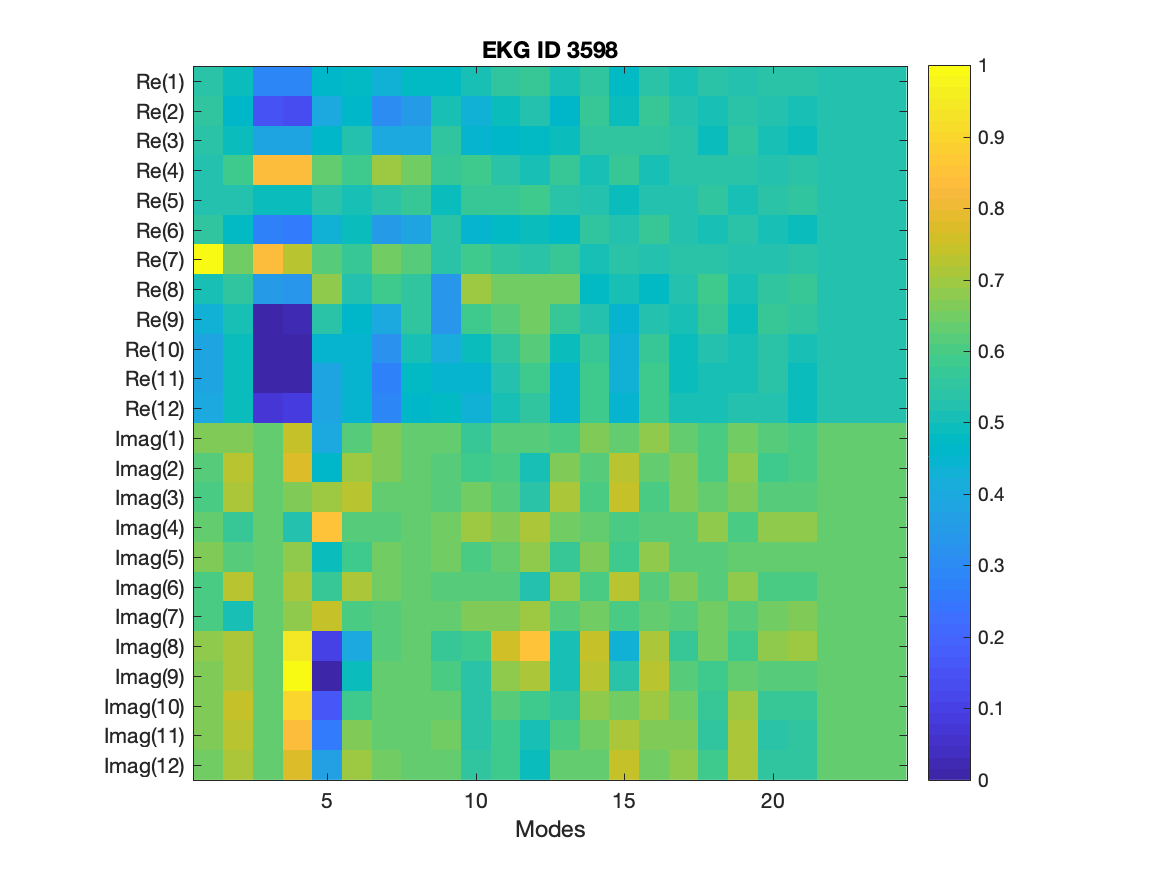 EKG ID 3598
Re(1)
Re(2)
Re(3)
Re(4)
Re(5)
Re(6)
Re(7)
Re(8)
Re(9)
Re(10)
Re(11)
Re(12)
Imag(1)
Imag(2)
Imag(3)
Imag(4)
Imag(5)
Imag(6)
Imag(7)
Imag(8)
Imag(9)
Imag(10)
Imag(11)
Imag(12)
5 10 15 20
Modes
1
0.9
0.8
0.7
0.6
0.5
0.4
0.3
0.2
0.1
0